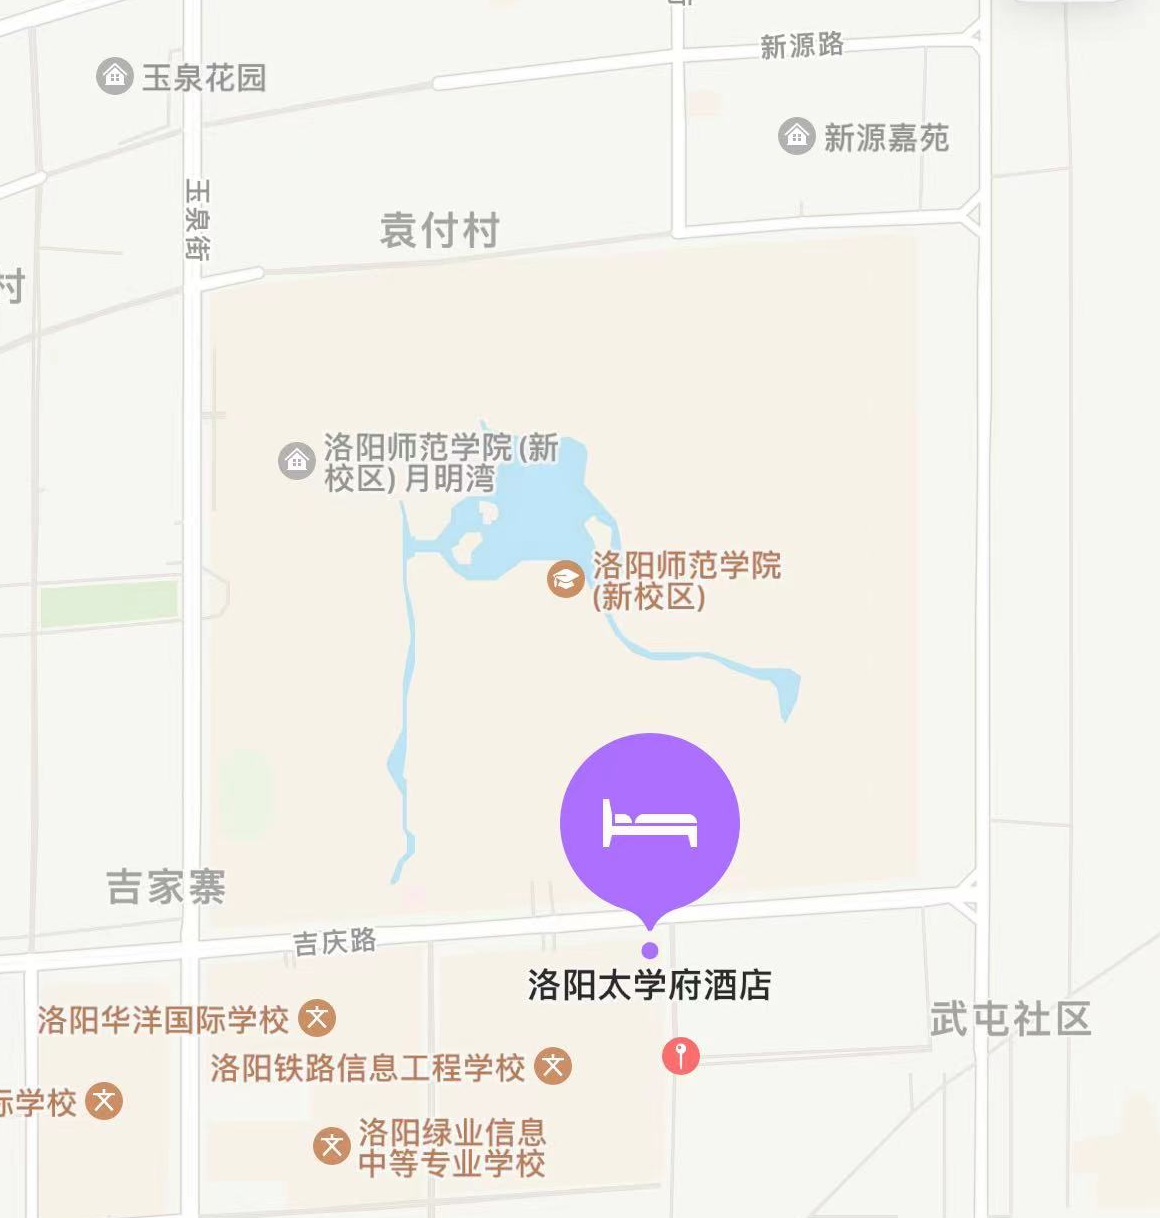 新源路
玉泉花园
新源嘉苑
玉泉街
袁付村
村
洛阳师范学院(新
校区)月明湾
洛阳师范学院
(新校区)
吉家寨
吉庆路
洛阳太学府酒店
洛阳华洋国际学校
武屯社区
洛阳铁路信息工程学校
际学校
洛阳绿业信息
中等专业学校